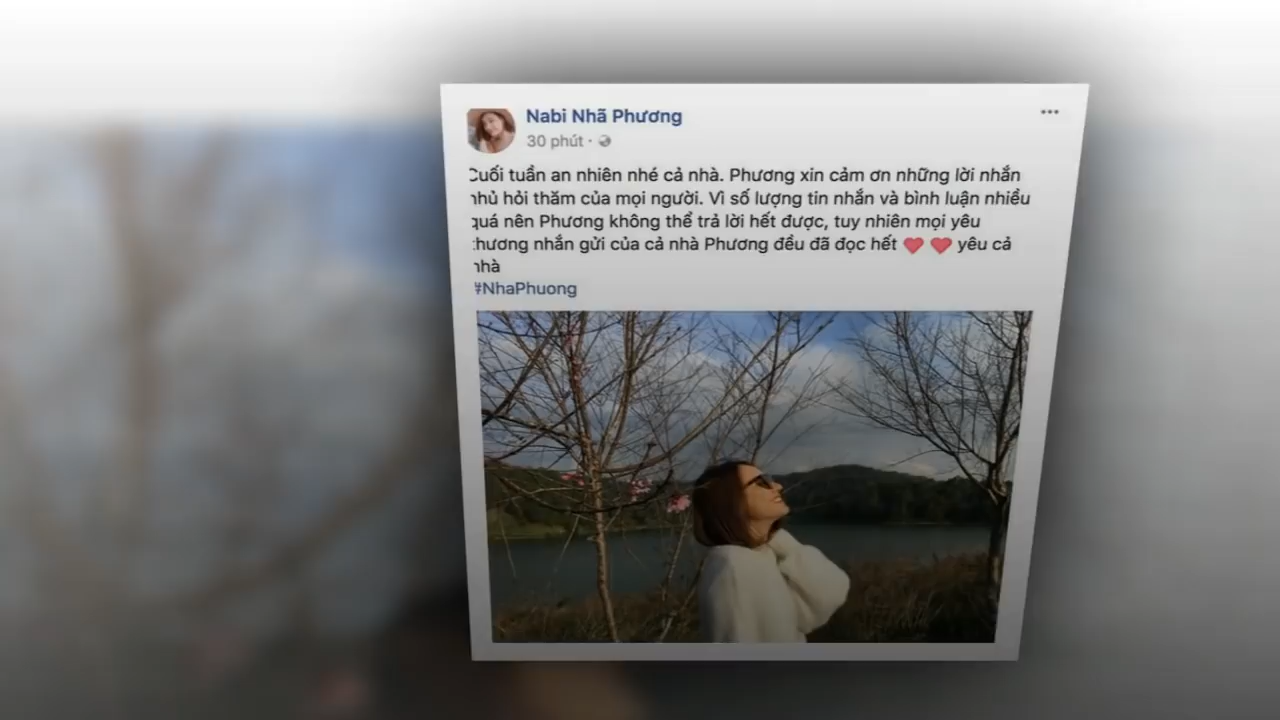 Nabi Nhã Phương
30 phút ·
Cuối tuần an nhiên nhé cả nhà. Phương xin cảm ơn những lời nhắn
nhủ hỏi thăm của mọi người. Vì số lượng tin nhắn và bình luận nhiều
quá nên Phương không thể trả lời hết được, tuy nhiên mọi yêu
thương nhắn gửi của cả nhà Phương đều đã đọc hết ❤️ ❤️ yêu cả
nhà
#NhaPhuong